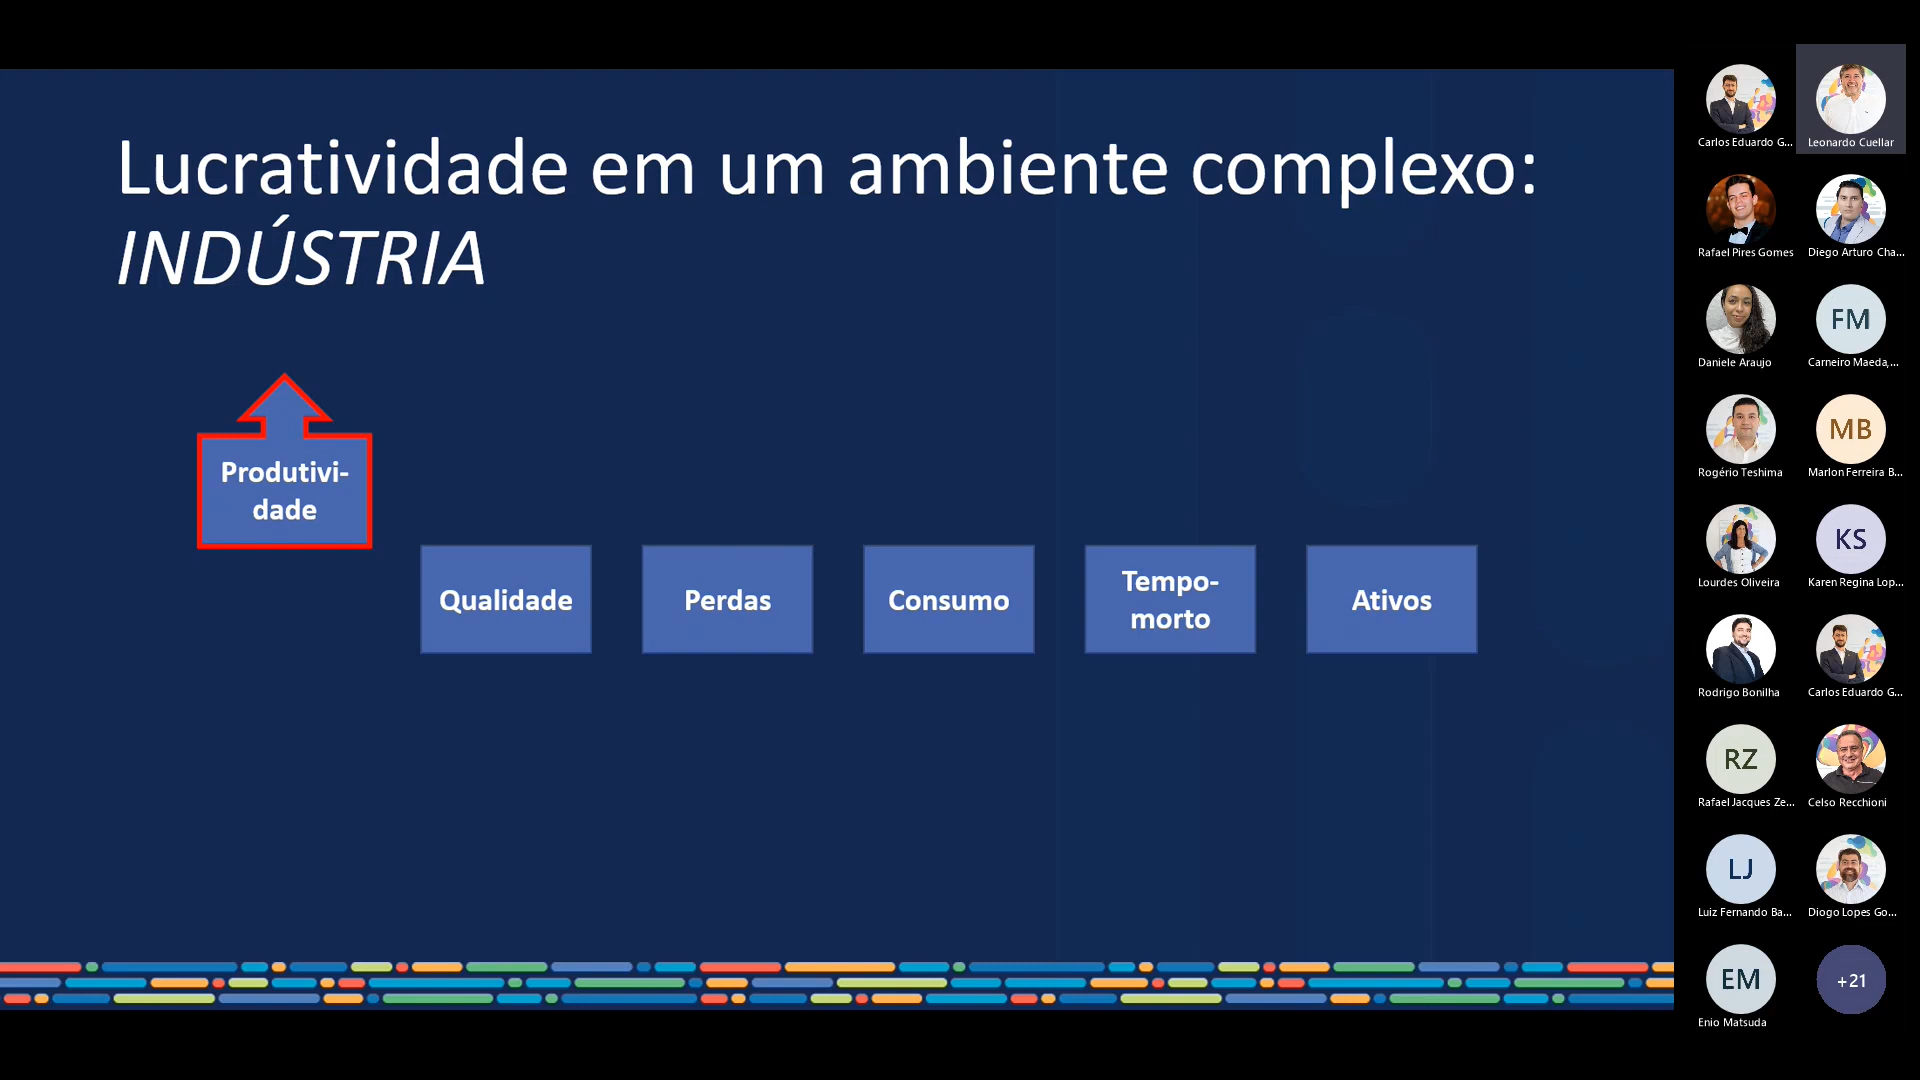 Lucratividade em um ambiente complexo:
INDÚSTRIA
Produtivi-
dade
Qualidade
Perdas
Consumo
Tempo-
morto
Ativos
Carlos Eduardo G...
Leonardo Cuellar
Rafael Pires Gomes
Diego Arturo Cha...
Daniele Araujo
FM
Carneiro Maeda,...
Rogério Teshima
MB
Marlon Ferreira B...
Lourdes Oliveira
KS
Karen Regina Lop...
Rodrigo Bonilha
Carlos Eduardo G...
RZ
Rafael Jacques Ze...
Celso Recchioni
LJ
Luiz Fernando Ba...
Diogo Lopes Go...
EM
Enio Matsuda
+21